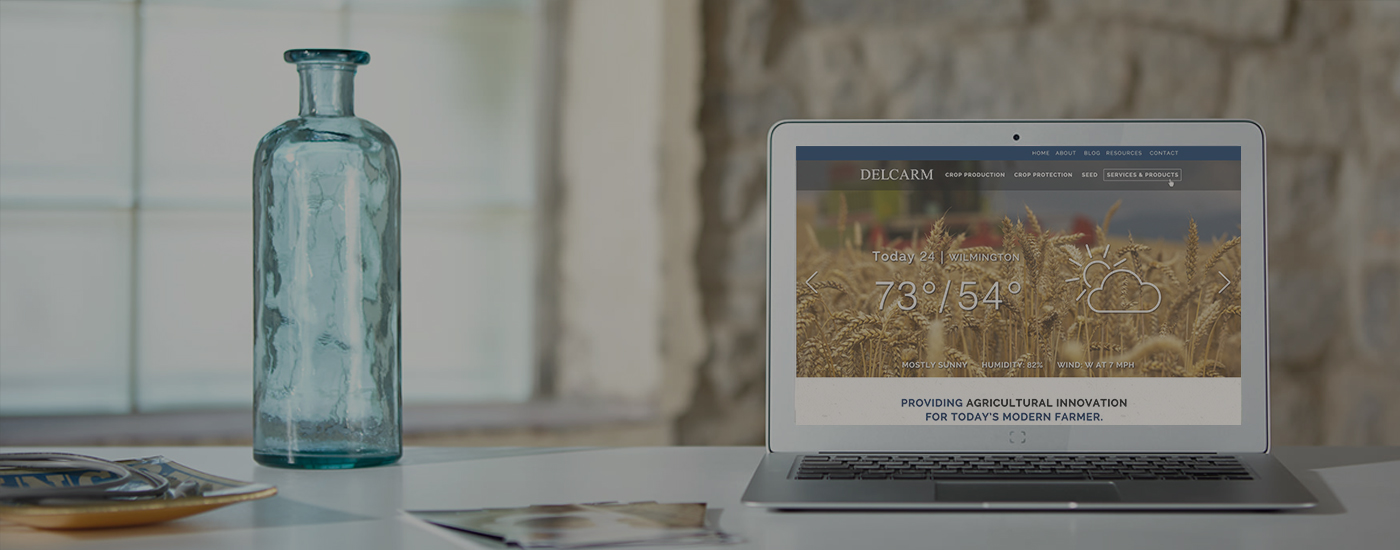 HOME ABOUT BLOG RESOURCES CONTACT
DELCARM CROP PRODUCTION CROP PROTECTION SEED SERVICES & PRODUCTS
Today 24 | WILMINGTON
73°/54°
MOSTLY SUNNY HUMIDITY: 82% WIND: W AT 7 MPH
PROVIDING AGRICULTURAL INNOVATION
FOR TODAY'S MODERN FARMER.